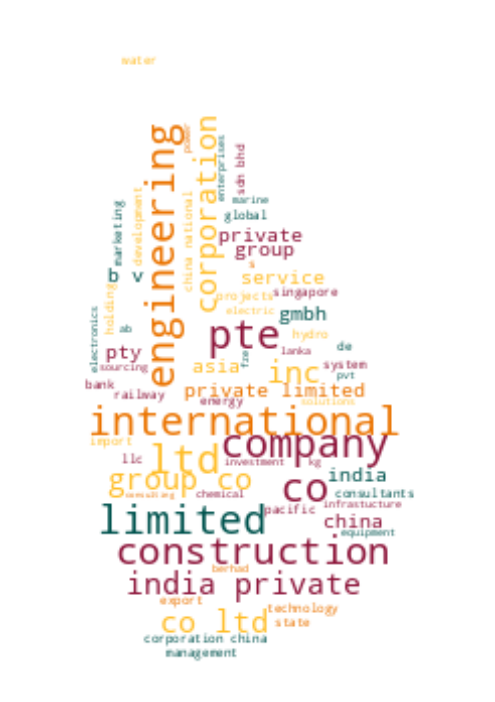 water
engineering
power
corporation
enterprises
sdn bhd
marine
global
marketing
development
china national
private
group
b v
s
service
projects
singapore
holding
electric
gmbh
electronics
ab
pte
hydro
pty
lanka
de
sourcing
asia
fze
inc
system
pvt
bank
railway
private limited
energy
solutions
international
import
company
llc
ltd
investment
kg
group co
india
consulting
chemical
co
consultants
infrastucture
limited
pacific
china
equipment
construction
berhad
india private
export
technology
co ltd
state
corporation china
management